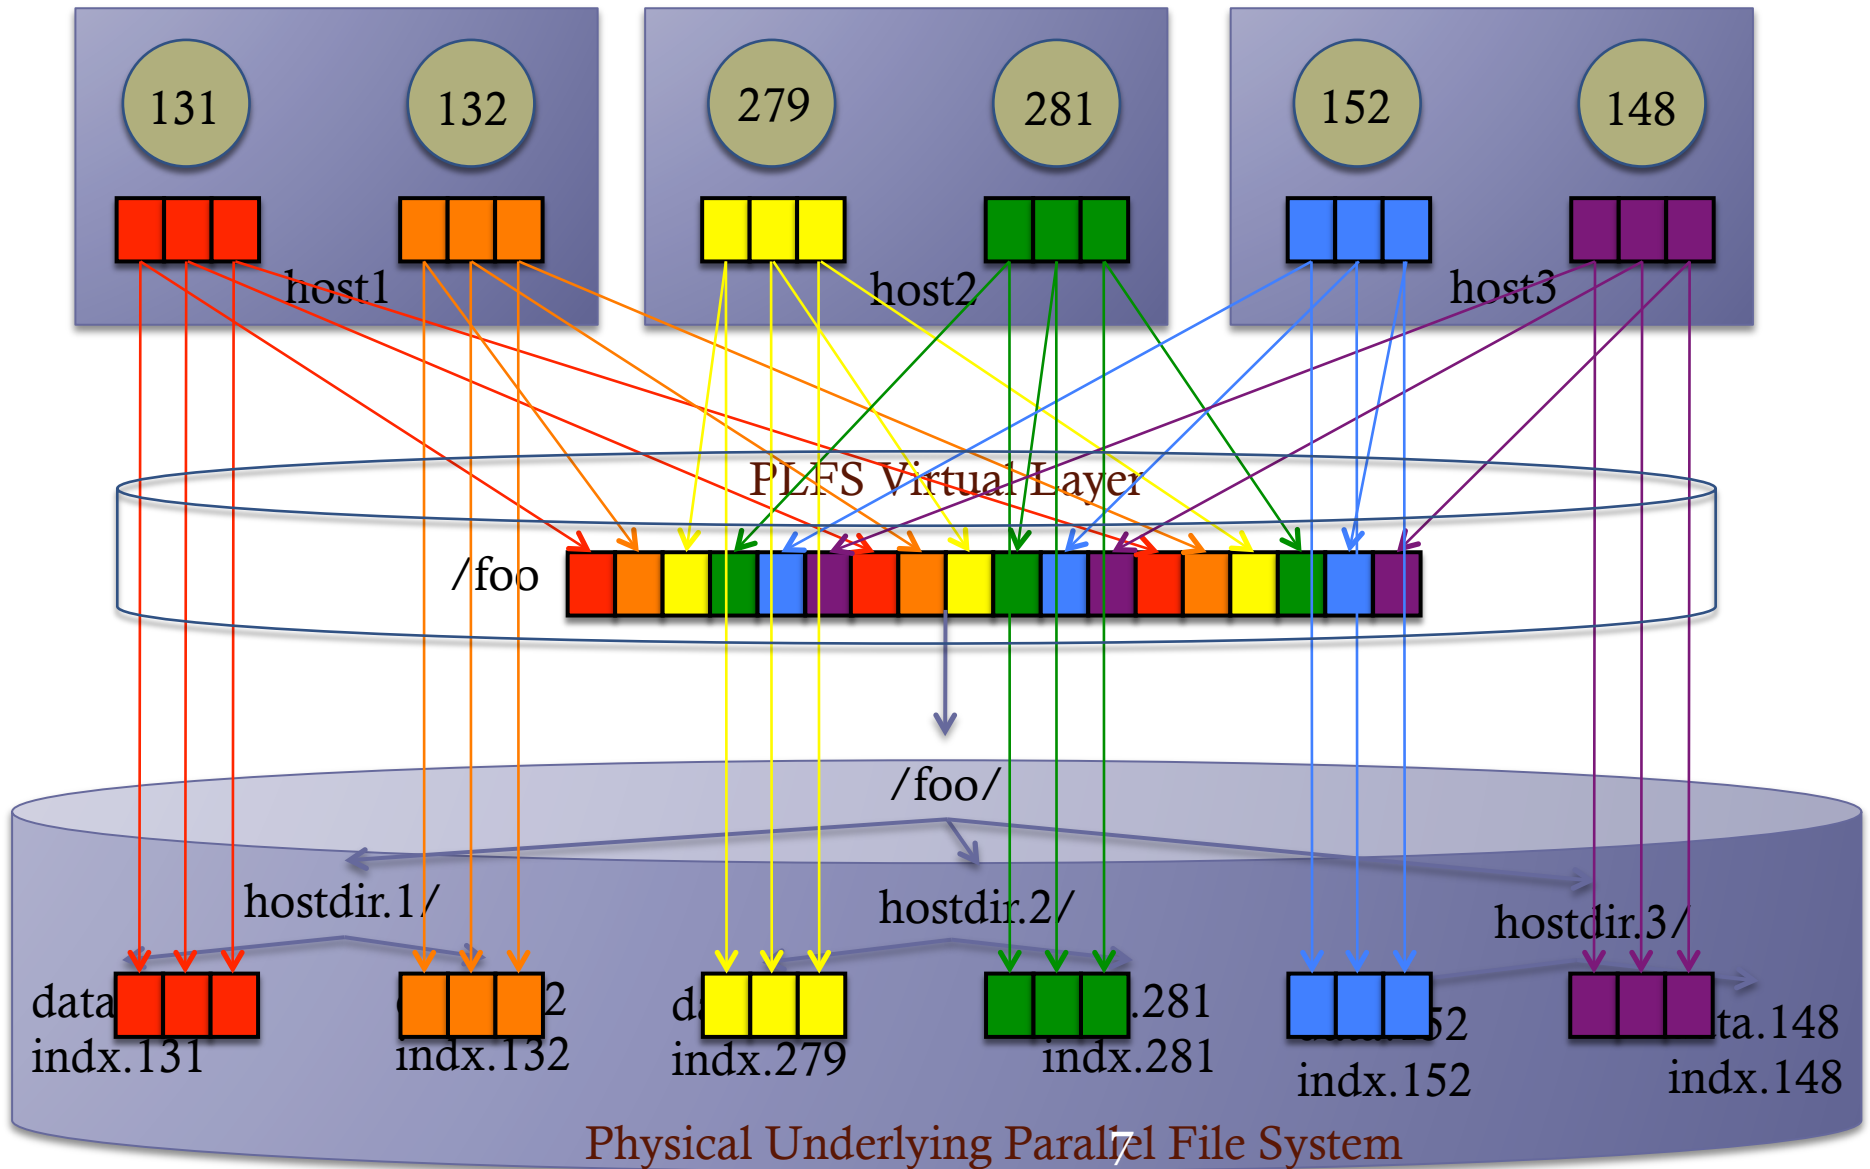 131 132 279 281 152 148
host1 host2 host3
PLFS Virtual Layer
/foo
/foo/
hostdir.1/ hostdir.2/ hostdir.3/
data .281 .148
indx.131 indx.132 indx.279 indx.281 indx.152 indx.148
Physical Underlying Parallel File System
7